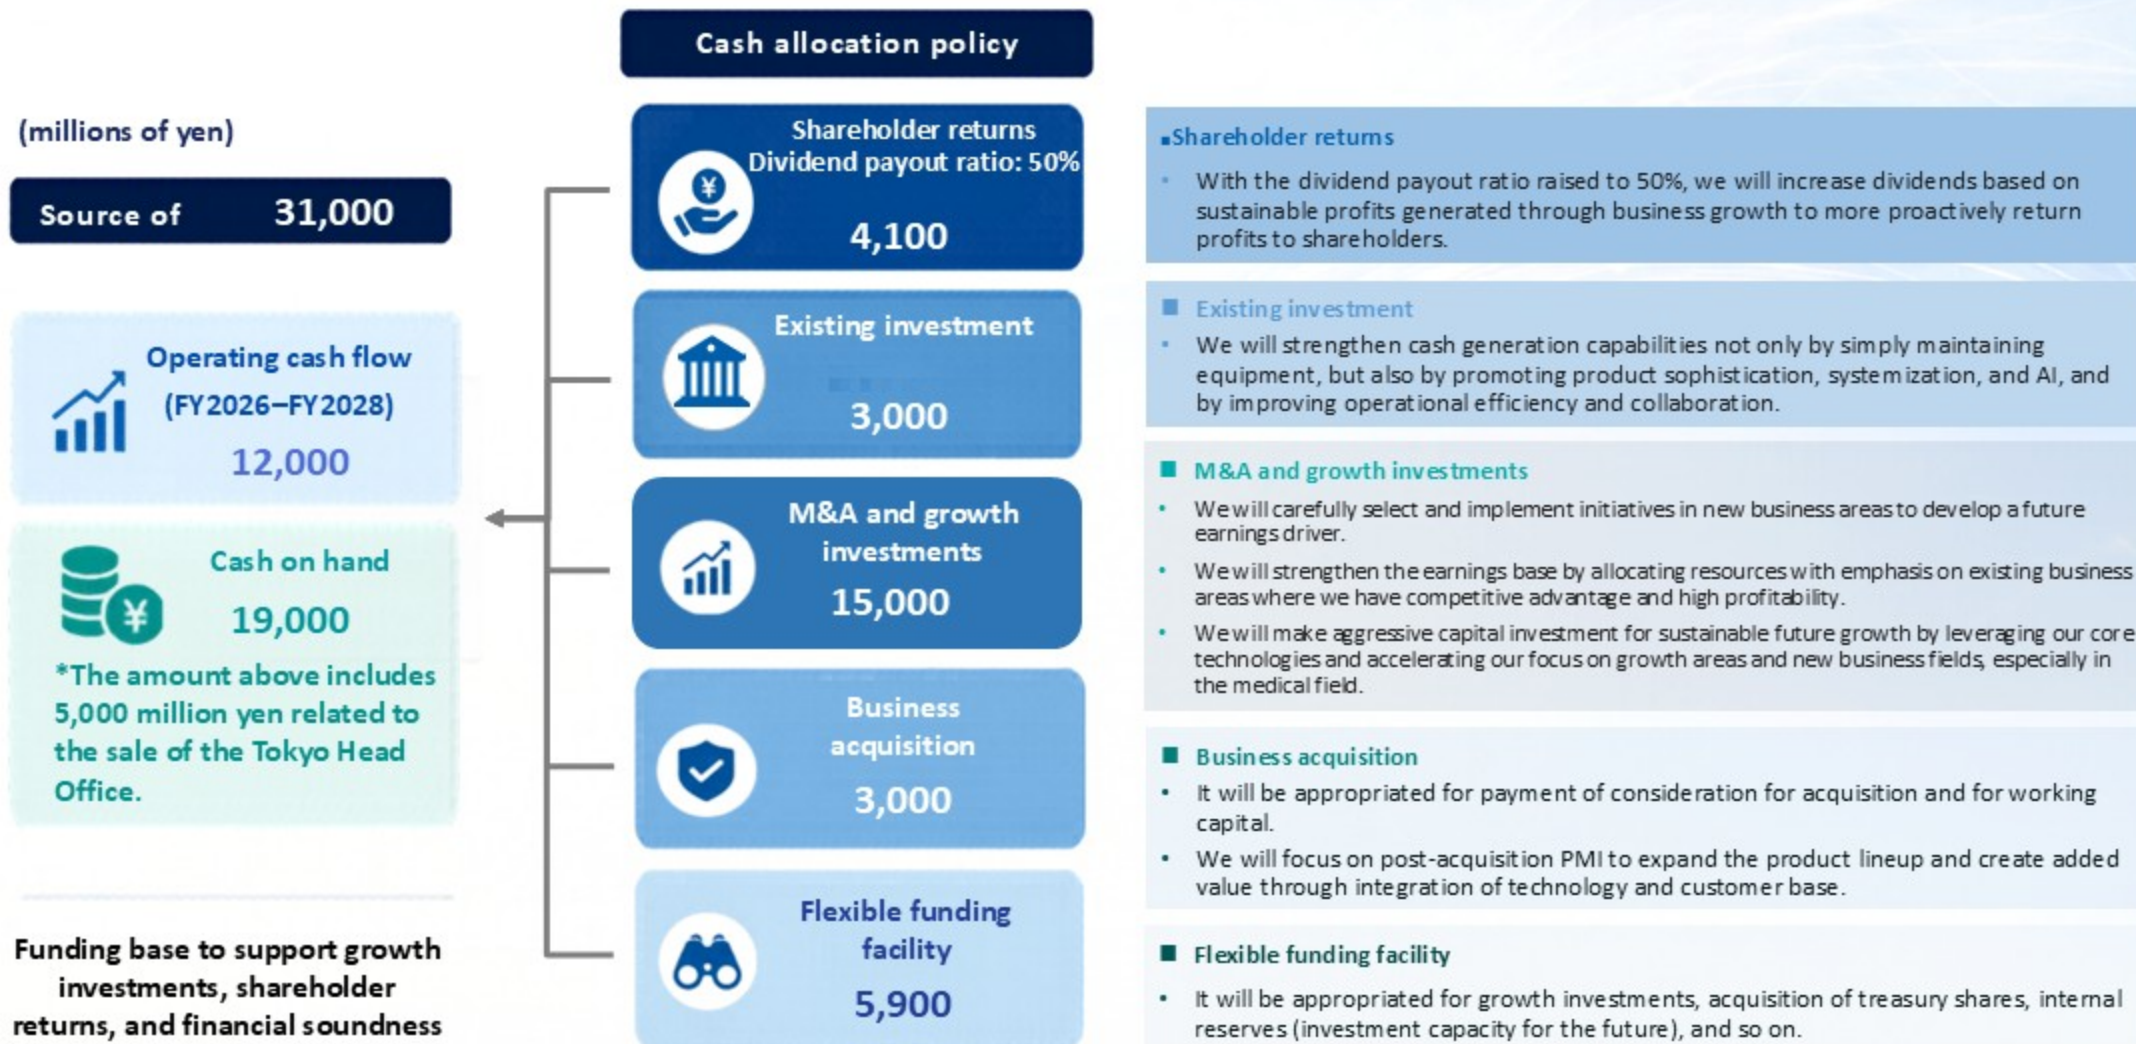 Cash allocation policy
(millions of yen)
Source of 31,000
Operating cash flow
(FY2026–FY2028)
12,000
Cash on hand
19,000
*The amount above includes
5,000 million yen related to
the sale of the Tokyo Head
Office.
Funding base to support growth
investments, shareholder
returns, and financial soundness
Shareholder returns
Dividend payout ratio: 50%
¥
4,100
Existing investment
3,000
M&A and growth
investments
15,000
Business
acquisition
3,000
Flexible funding
facility
5,900
■Shareholder returns
• With the dividend payout ratio raised to 50%, we will increase dividends based on
sustainable profits generated through business growth to more proactively return
profits to shareholders.
■ Existing investment
• We will strengthen cash generation capabilities not only by simply maintaining
equipment, but also by promoting product sophistication, systemization, and AI, and
by improving operational efficiency and collaboration.
■ M&A and growth investments
• We will carefully select and implement initiatives in new business areas to develop a future
earnings driver.
• We will strengthen the earnings base by allocating resources with emphasis on existing business
areas where we have competitive advantage and high profitability.
• We will make aggressive capital investment for sustainable future growth by leveraging our core
technologies and accelerating our focus on growth areas and new business fields, especially in
the medical field.
■ Business acquisition
• It will be appropriated for payment of consideration for acquisition and for working
capital.
• We will focus on post-acquisition PMI to expand the product lineup and create added
value through integration of technology and customer base.
■ Flexible funding facility
• It will be appropriated for growth investments, acquisition of treasury shares, internal
reserves (investment capacity for the future), and so on.